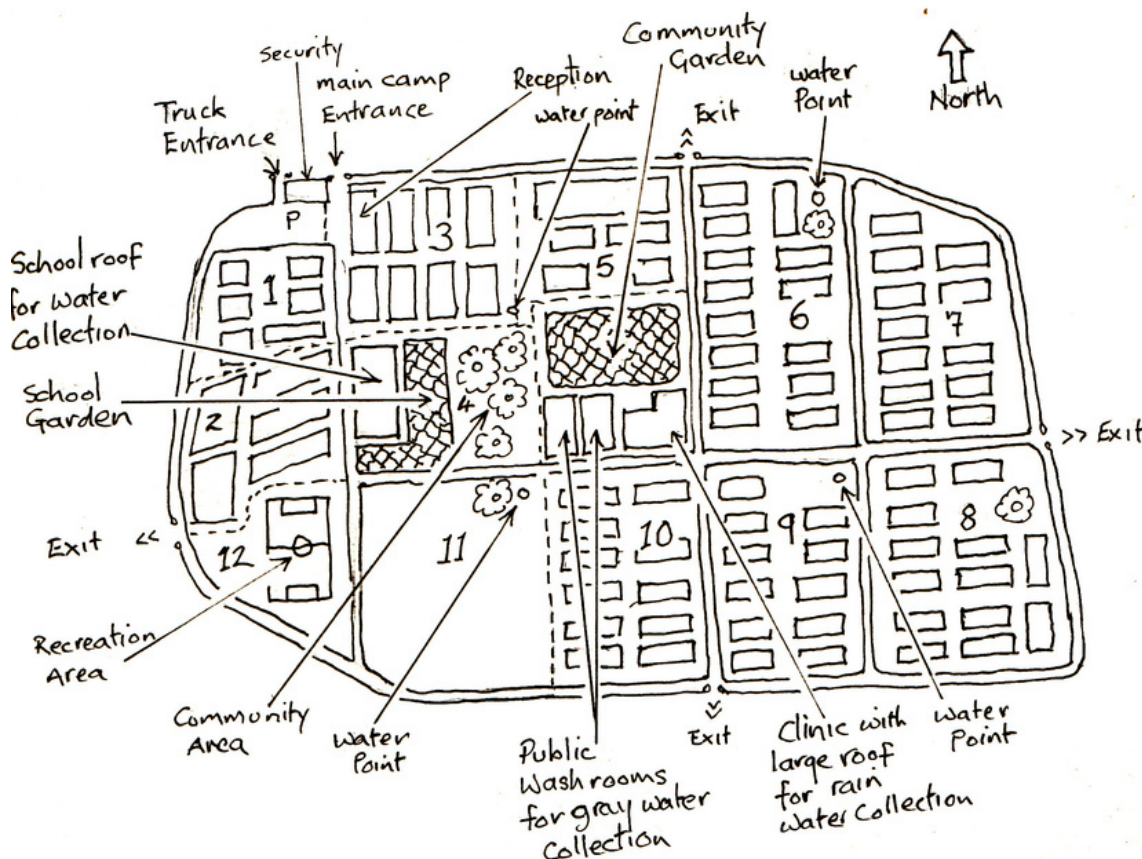 Security
main camp
Entrance
Truck
Entrance
Reception
water point
Community
Garden
Exit
water
Point
North
P
School roof
for water
Collection
School
Garden
1
2
3
4
5
6
7
8
9
10
11
12
>> Exit
Exit <<
Recreation
Area
Community
Area
Water
Point
Public
Washrooms
for gray water
Collection
Exit
Clinic with
large roof
for rain
water Collection
Water
Point